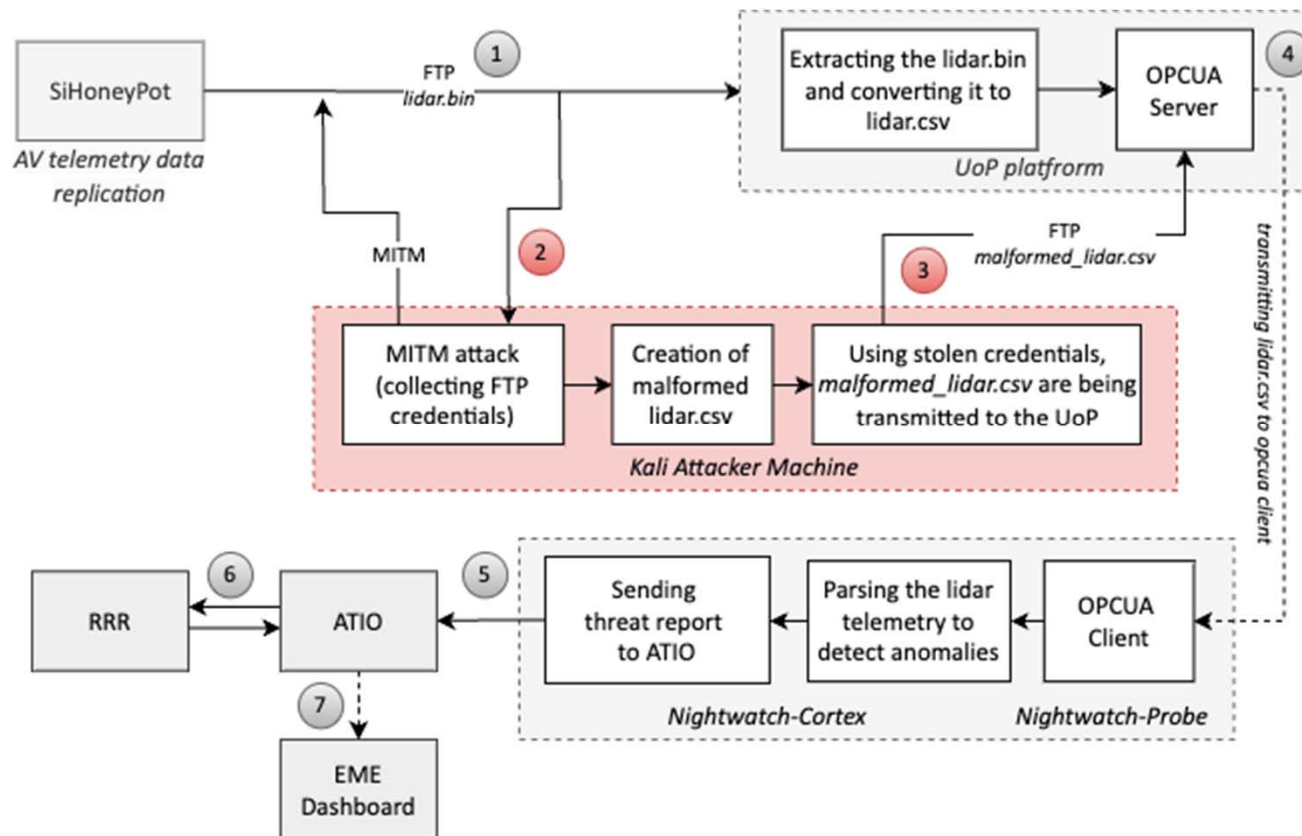 1
4
SiHoneyPot
FTP
lidar.bin
Extracting the lidar.bin
and converting it to
lidar.csv
OPCUA
Server
AV telemetry data
replication
UoP platfrorm
MITM
2
3
FTP
malformed_lidar.csv
transmitting lidar.csv to opcua client
MITM attack
(collecting FTP
credentials)
Creation of
malformed
lidar.csv
Using stolen credentials,
malformed_lidar.csv are being
transmitted to the UoP
Kali Attacker Machine
RRR
6
ATIO
5
Sending
threat report
to ATIO
Parsing the lidar
telemetry to
detect anomalies
OPCUA
Client
Nightwatch-Cortex
Nightwatch-Probe
7
EME
Dashboard